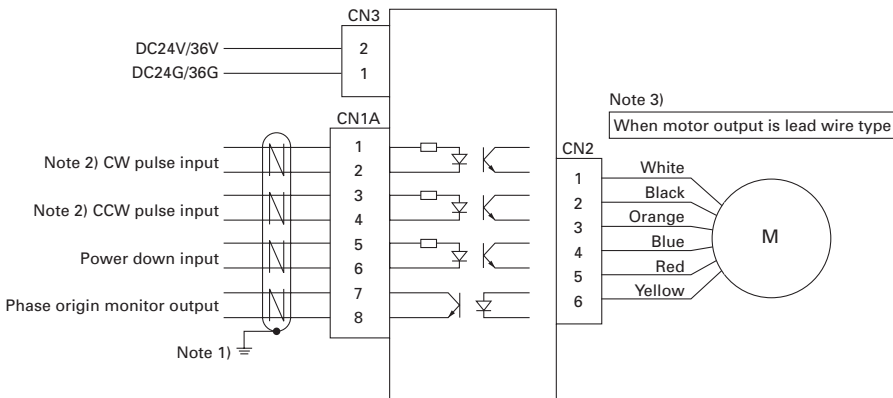 CN3
DC24V/36V
2
DC24G/36G
1
CN1A
Note 2) CW pulse input
1
2
Note 2) CCW pulse input
3
4
Power down input
5
6
Phase origin monitor output
7
8
Note 1)
Note 3)
When motor output is lead wire type
CN2
1
White
2
Black
3
Orange
4
Blue
5
Red
6
Yellow
M